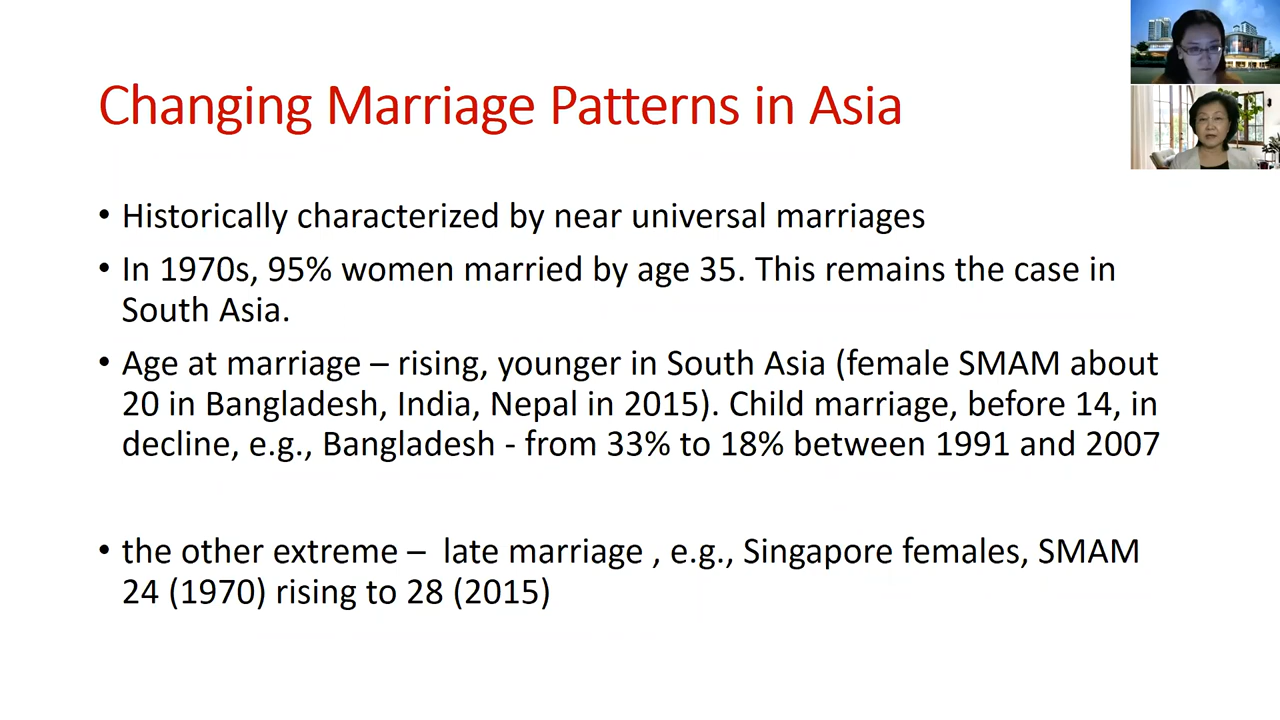 Changing Marriage Patterns in Asia
• Historically characterized by near universal marriages
• In 1970s, 95% women married by age 35. This remains the case in
South Asia.
• Age at marriage – rising, younger in South Asia (female SMAM about
20 in Bangladesh, India, Nepal in 2015). Child marriage, before 14, in
decline, e.g., Bangladesh - from 33% to 18% between 1991 and 2007
• the other extreme – late marriage , e.g., Singapore females, SMAM
24 (1970) rising to 28 (2015)